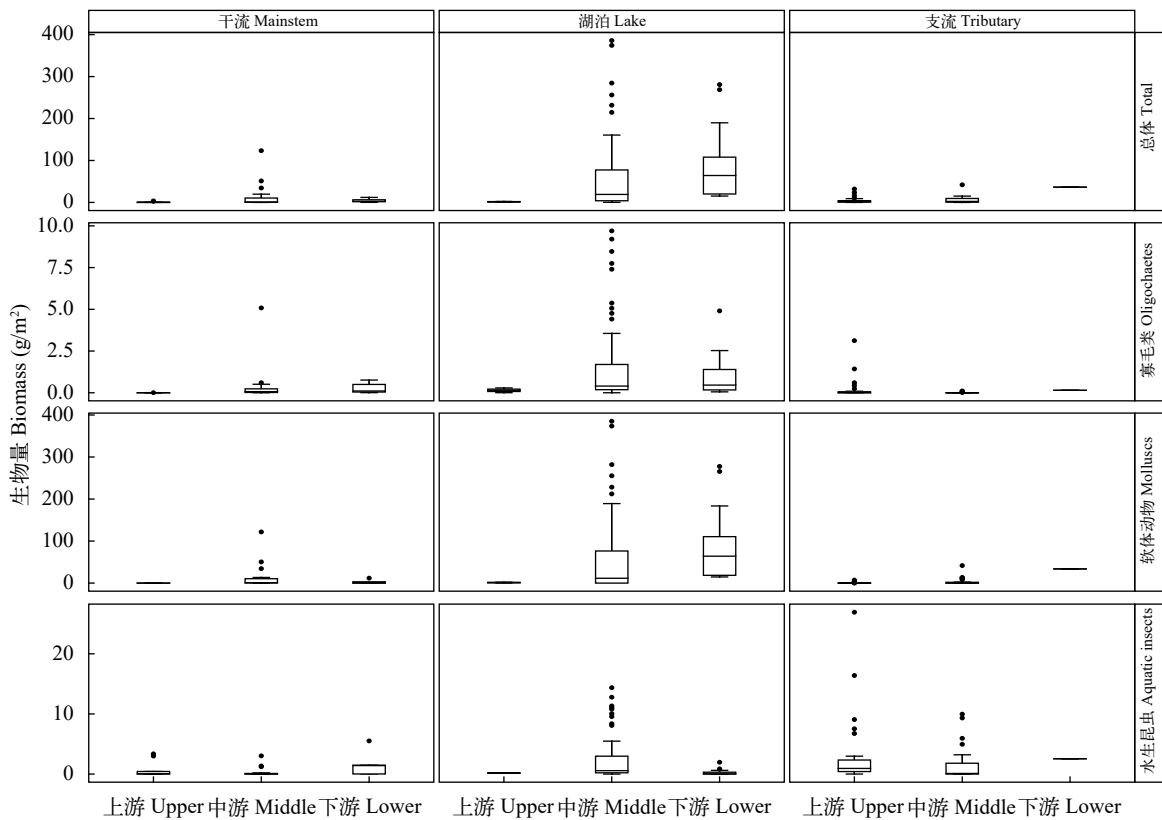 干流 Mainstem
湖泊 Lake
支流 Tributary
400
300
200
100
0
总体 Total
10.0
7.5
5.0
2.5
0.0
寡毛类 Oligochaetes
生物量 Biomass (g/m²)
400
300
200
100
0
软体动物 Molluscs
20
10
0
水生昆虫 Aquatic insects
上游 Upper 中游 Middle 下游 Lower
上游 Upper 中游 Middle 下游 Lower
上游 Upper 中游 Middle 下游 Lower